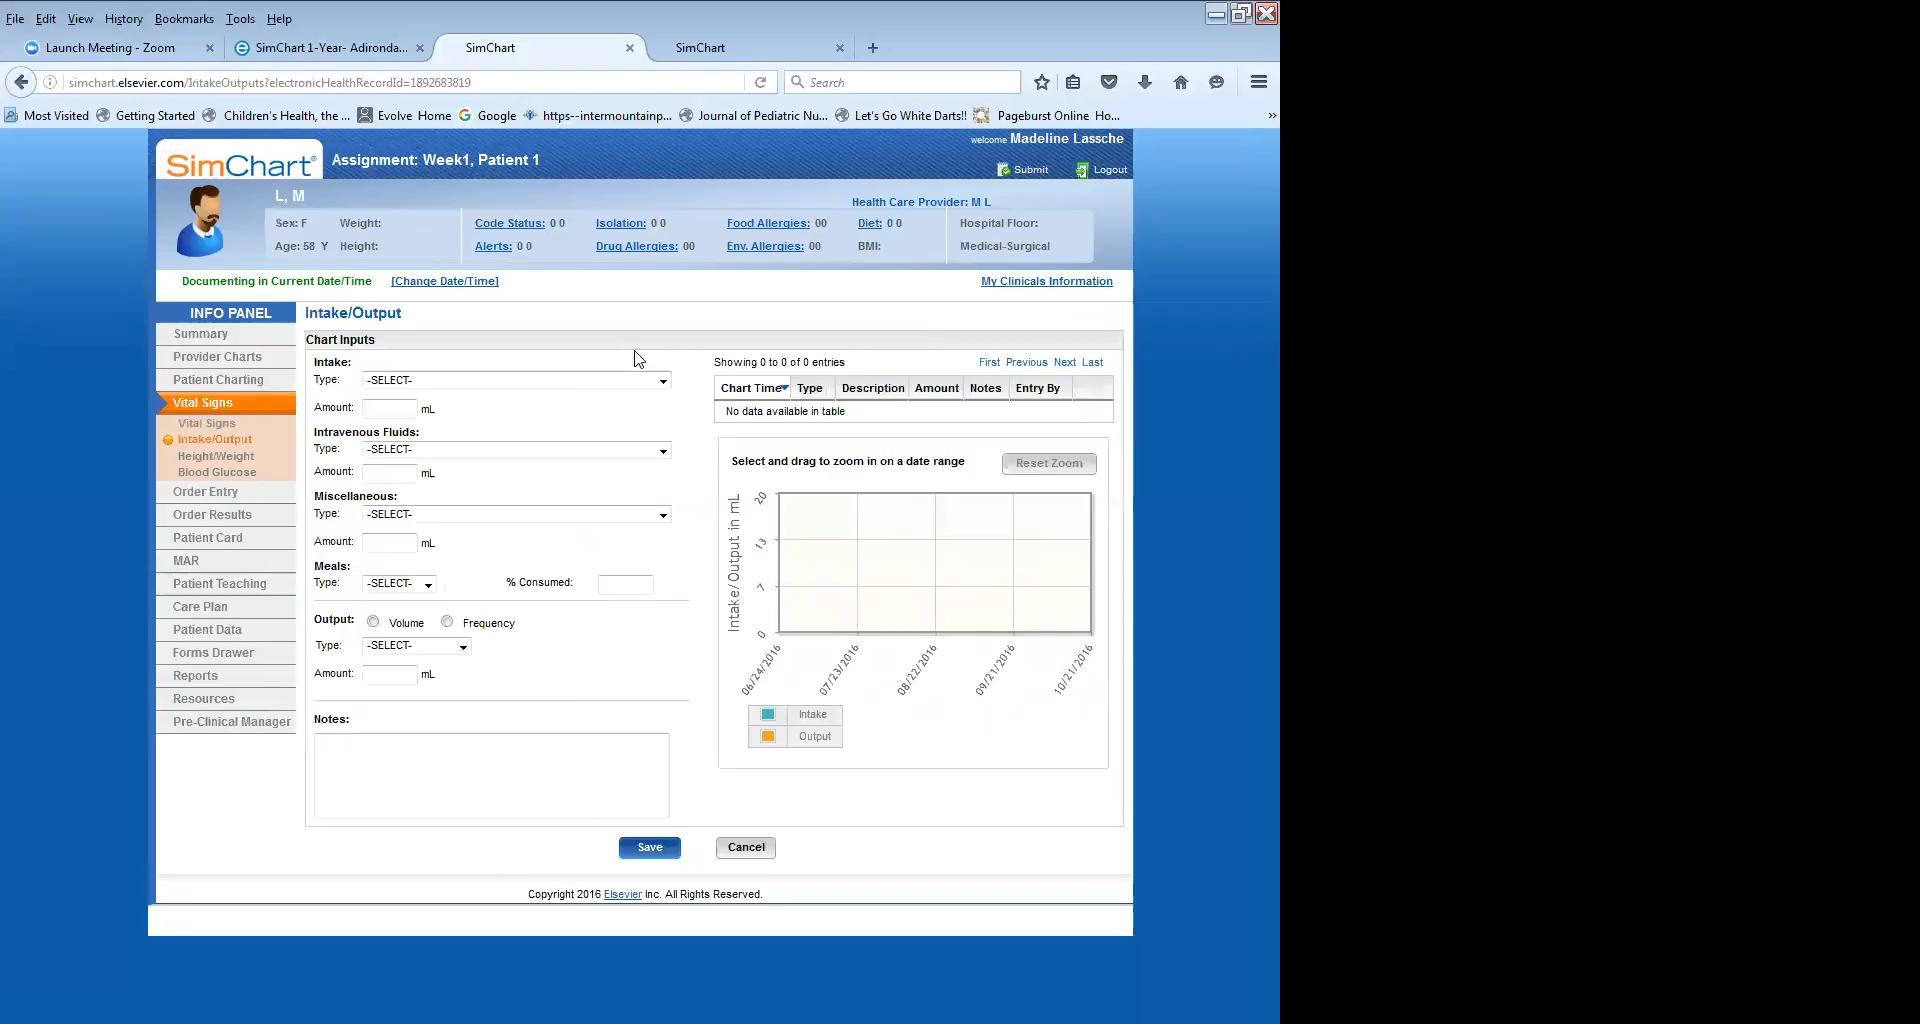 File Edit View History Bookmarks Tools Help
Launch Meeting - Zoom
SimChart 1-Year- Adironda...
SimChart
SimChart
simchart.elsevier.com/IntakeOutputs?electronicHealthRecordId=1892683819
Search
Most Visited Getting Started Children's Health, the ... Evolve Home Google https--intermountainp... Journal of Pediatric Nu... Let's Go White Darts!! Pageburst Online Ho... »
SimChart®
Assignment: Week1, Patient 1
welcome Madeline Lassche
Submit Logout
L, M
Health Care Provider: M L
Sex: F Weight: Code Status: 0 0 Isolation: 0 0 Food Allergies: 00 Diet: 0 0 Hospital Floor:
Age: 58 Y Height: Alerts: 0 0 Drug Allergies: 00 Env. Allergies: 00 BMI: Medical-Surgical
Documenting in Current Date/Time [Change Date/Time] My Clinicals Information
INFO PANEL
Summary
Provider Charts
Patient Charting
Vital Signs
Vital Signs
Intake/Output
Height/Weight
Blood Glucose
Order Entry
Order Results
Patient Card
MAR
Patient Teaching
Care Plan
Patient Data
Forms Drawer
Reports
Resources
Pre-Clinical Manager
Intake/Output
Chart Inputs
Intake:
Type: -SELECT-
Amount: mL
Intravenous Fluids:
Type: -SELECT-
Amount: mL
Miscellaneous:
Type: -SELECT-
Amount: mL
Meals:
Type: -SELECT- % Consumed:
Output: Volume Frequency
Type: -SELECT-
Amount: mL
Notes:
Showing 0 to 0 of 0 entries First Previous Next Last
Chart Time Type Description Amount Notes Entry By
No data available in table
Select and drag to zoom in on a date range Reset Zoom
Intake/Output in mL
20
13
7
0
06/24/2016 07/23/2016 08/22/2016 09/21/2016 10/21/2016
Intake
Output
Save Cancel
Copyright 2016 Elsevier Inc. All Rights Reserved.